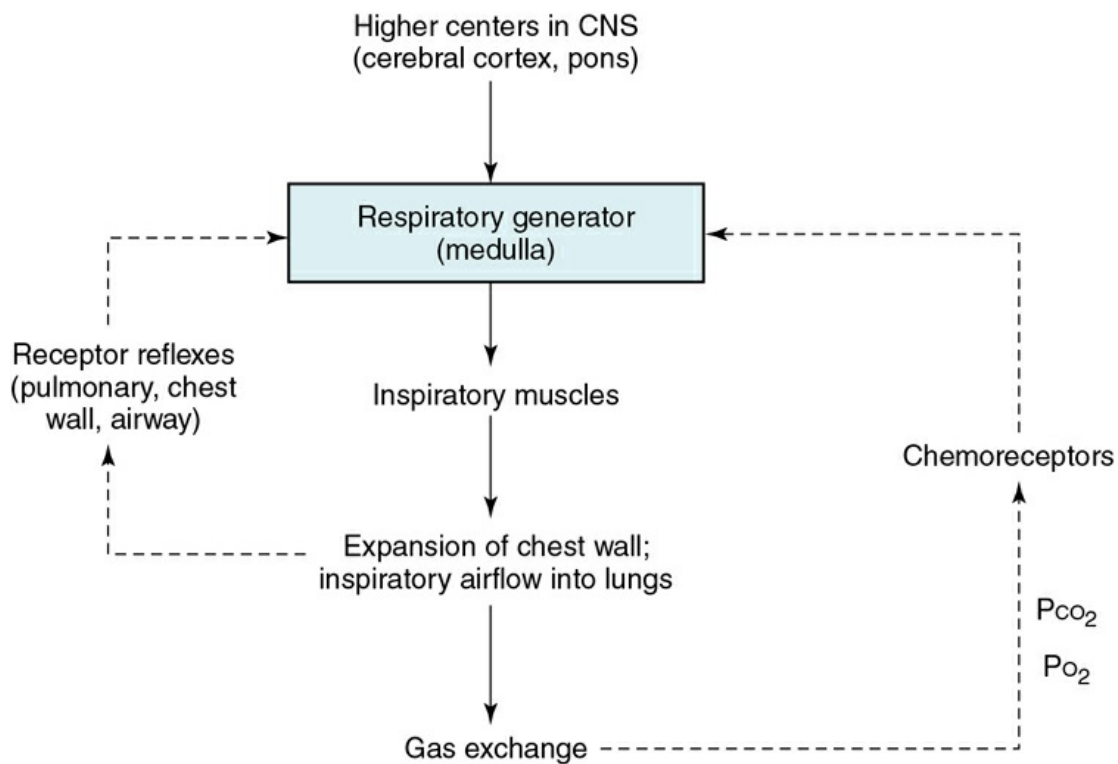 Higher centers in CNS
(cerebral cortex, pons)
Respiratory generator
(medulla)
Receptor reflexes
(pulmonary, chest
wall, airway)
Inspiratory muscles
Chemoreceptors
Expansion of chest wall;
inspiratory airflow into lungs
PCO₂
PO₂
Gas exchange